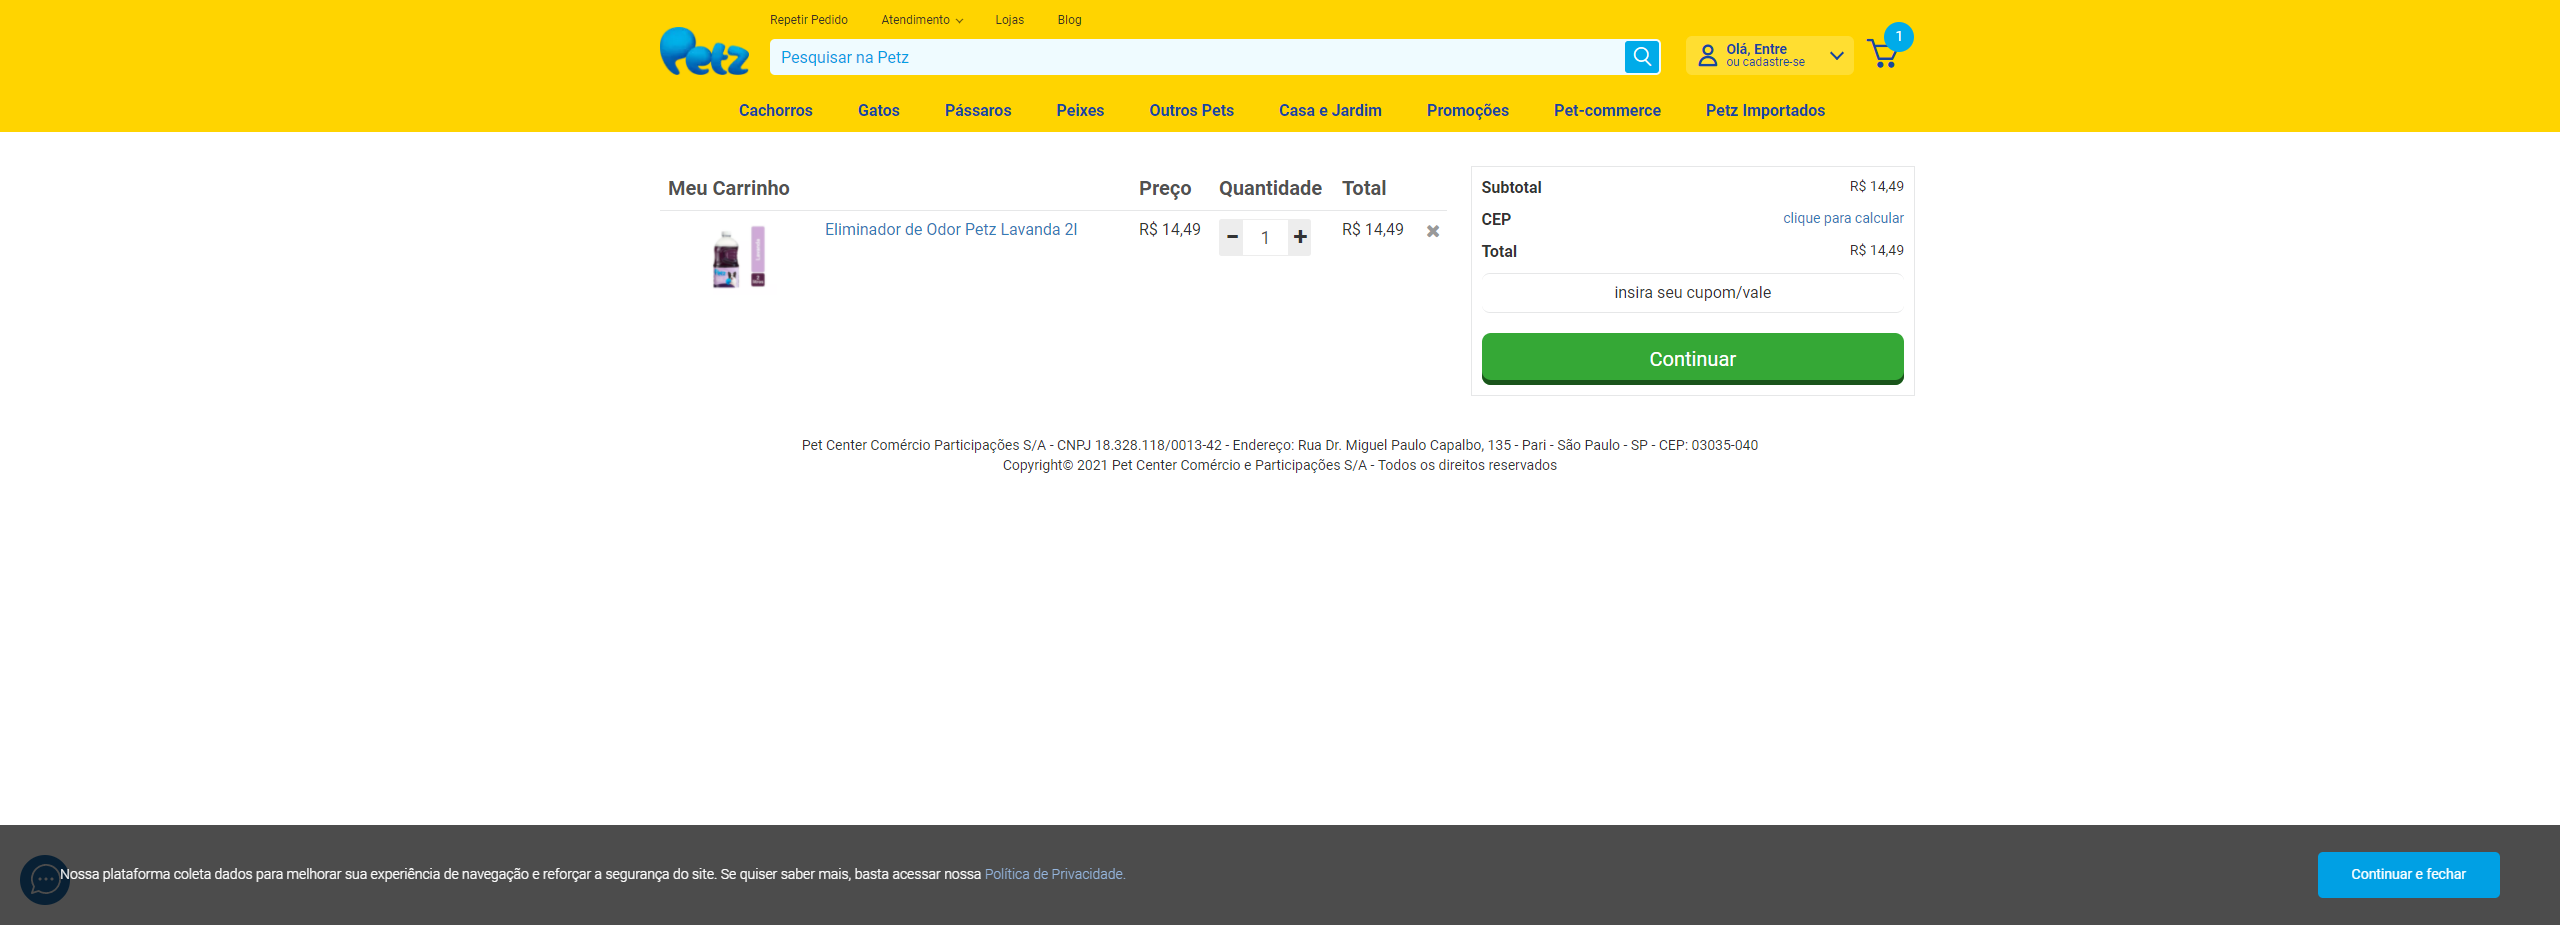 Repetir Pedido Atendimento Lojas Blog
Petz
Pesquisar na Petz
Olá, Entre
ou cadastre-se
1
Cachorros Gatos Pássaros Peixes Outros Pets Casa e Jardim Promoções Pet-commerce Petz Importados
Meu Carrinho Preço Quantidade Total
Eliminador de Odor Petz Lavanda 2l R$ 14,49 1 R$ 14,49
Subtotal R$ 14,49
CEP clique para calcular
Total R$ 14,49
insira seu cupom/vale
Continuar
Pet Center Comércio Participações S/A - CNPJ 18.328.118/0013-42 - Endereço: Rua Dr. Miguel Paulo Capalbo, 135 - Pari - São Paulo - SP - CEP: 03035-040
Copyright© 2021 Pet Center Comércio e Participações S/A - Todos os direitos reservados
Nossa plataforma coleta dados para melhorar sua experiência de navegação e reforçar a segurança do site. Se quiser saber mais, basta acessar nossa Política de Privacidade.
Continuar e fechar